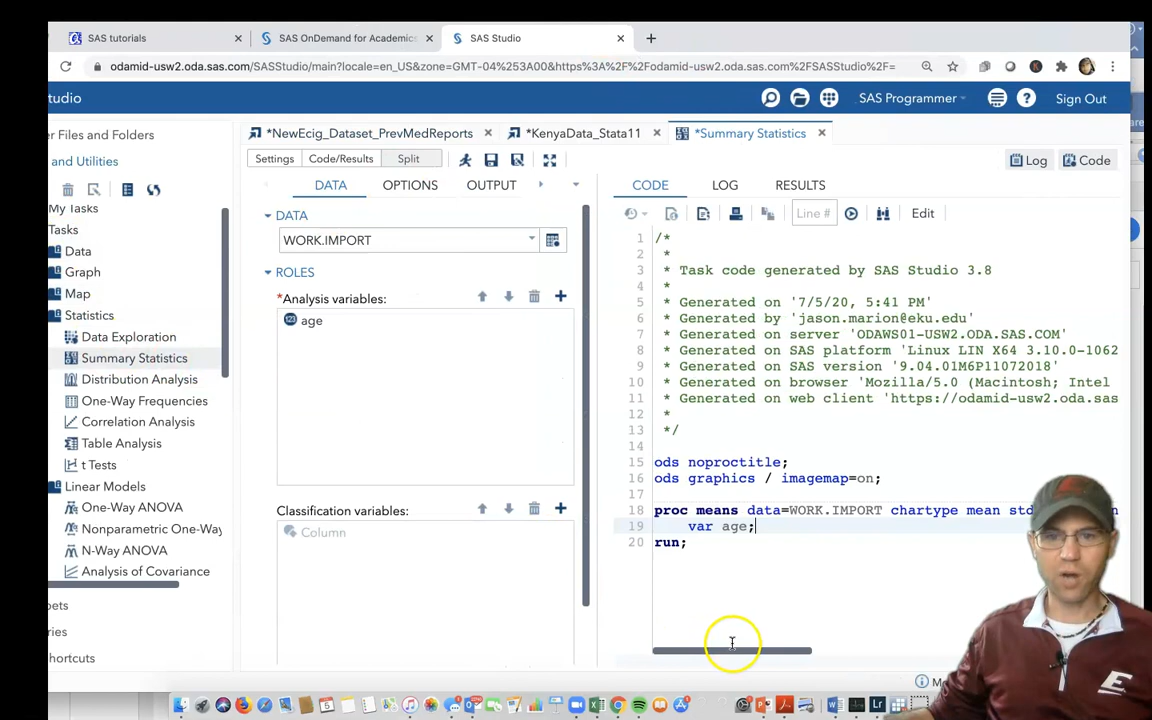 SAS tutorials
SAS OnDemand for Academics
SAS Studio
odamid-usw2.oda.sas.com/SASStudio/main?locale=en_US&zone=GMT-04%253A00&https%3A%2F%2Fodamid-usw2.oda.sas.com%2FSASStudio%2F=
Studio
SAS Programmer
Sign Out
er Files and Folders
and Utilities
*NewEcig_Dataset_PrevMedReports
*KenyaData_Stata11
*Summary Statistics
Settings
Code/Results
Split
Log
Code
DATA
OPTIONS
OUTPUT
CODE
LOG
RESULTS
Line #
Edit
My Tasks
Tasks
Data
Graph
Map
Statistics
Data Exploration
Summary Statistics
Distribution Analysis
One-Way Frequencies
Correlation Analysis
Table Analysis
t Tests
Linear Models
One-Way ANOVA
Nonparametric One-Way
N-Way ANOVA
Analysis of Covariance
DATA
WORK.IMPORT
ROLES
*Analysis variables:
age
Classification variables:
Column
1 /*
2 *
3 * Task code generated by SAS Studio 3.8
4 *
5 * Generated on '7/5/20, 5:41 PM'
6 * Generated by 'jason.marion@eku.edu'
7 * Generated on server 'ODAWS01-USW2.ODA.SAS.COM'
8 * Generated on SAS platform 'Linux LIN X64 3.10.0-1062
9 * Generated on SAS version '9.04.01M6P11072018'
10 * Generated on browser 'Mozilla/5.0 (Macintosh; Intel
11 * Generated on web client 'https://odamid-usw2.oda.sas
12 *
13 */
14
15 ods noproctitle;
16 ods graphics / imagemap=on;
17
18 proc means data=WORK.IMPORT chartype mean std
19 var age;
20 run;